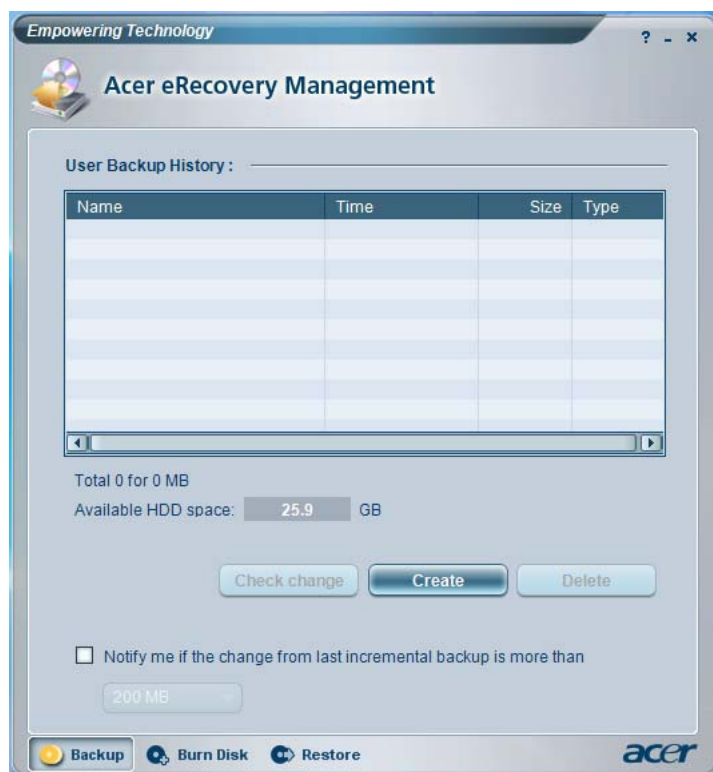 Empowering Technology
? - ×
Acer eRecovery Management
User Backup History :
Name Time Size Type
Total 0 for 0 MB
Available HDD space: 25.9 GB
Check change Create Delete
Notify me if the change from last incremental backup is more than
200 MB
Backup Burn Disk Restore acer